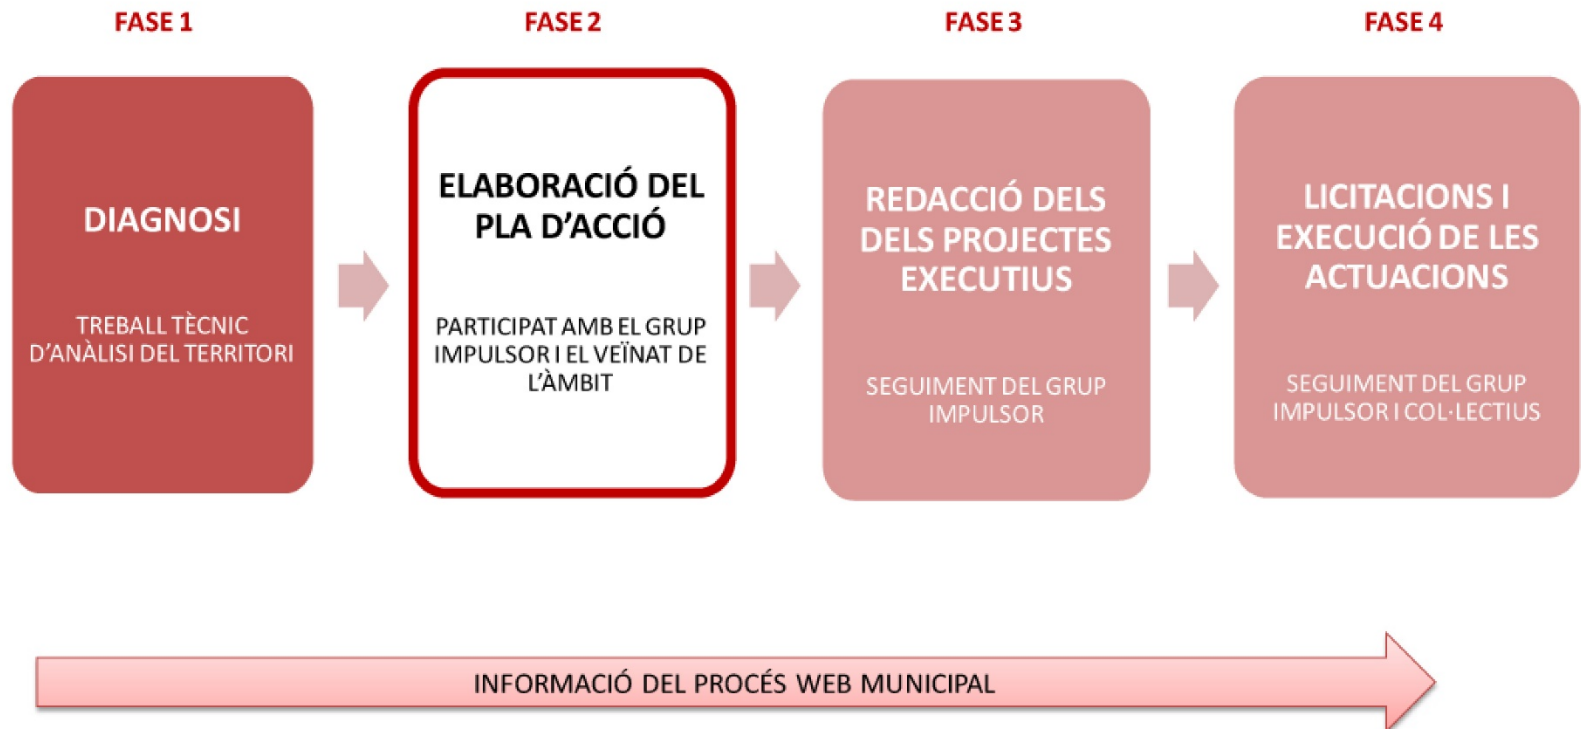 FASE 1
DIAGNOSI
TREBALL TÈCNIC
D'ANÀLISI DEL TERRITORI
FASE 2
ELABORACIÓ DEL
PLA D'ACCIÓ
PARTICIPAT AMB EL GRUP
IMPULSOR I EL VEÏNAT DE
L'ÀMBIT
FASE 3
REDACCIÓ DELS
DELS PROJECTES
EXECUTIUS
SEGUIMENT DEL GRUP
IMPULSOR
FASE 4
LICITACIONS I
EXECUCIÓ DE LES
ACTUACIONS
SEGUIMENT DEL GRUP
IMPULSOR I COL·LECTIUS
INFORMACIÓ DEL PROCÉS WEB MUNICIPAL